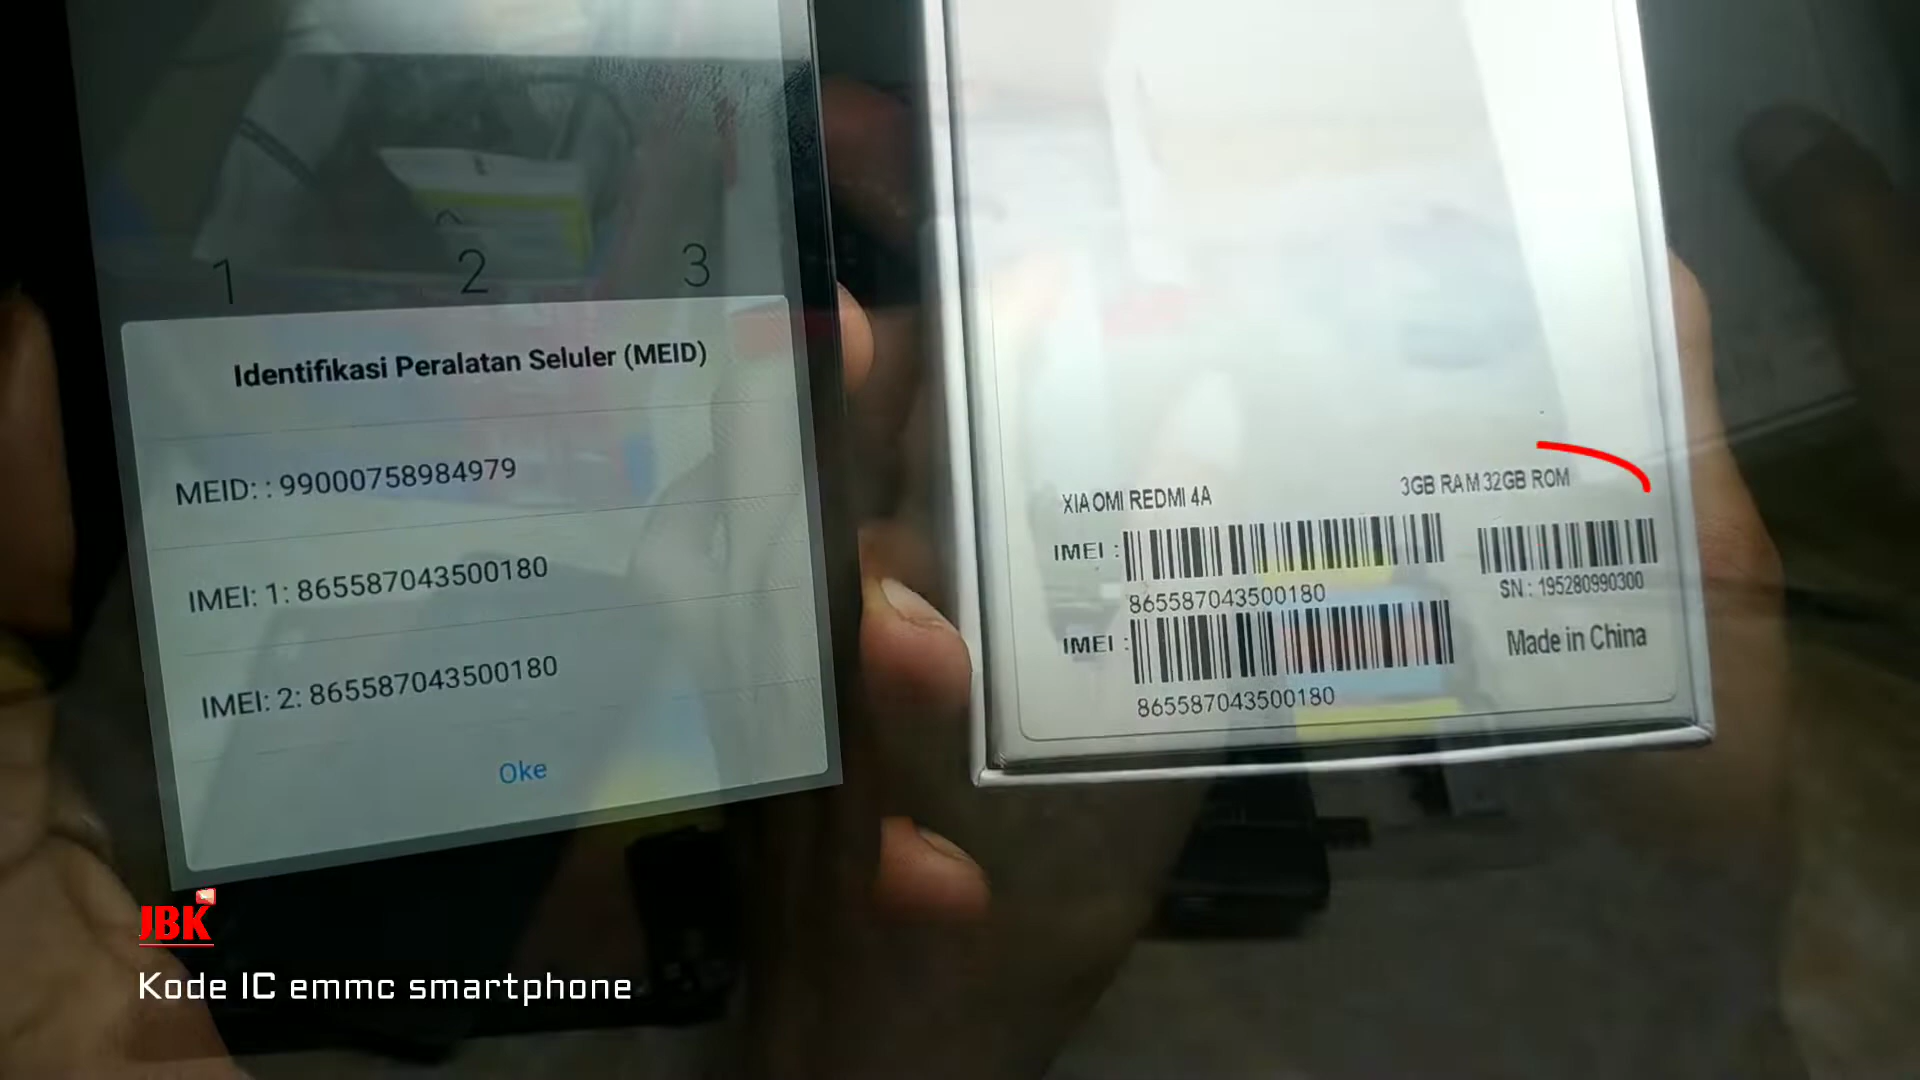 1 2 3
Identifikasi Peralatan Seluler (MEID)
MEID: : 99000758984979
IMEI: 1: 865587043500180
IMEI: 2: 865587043500180
Oke
XIAOMI REDMI 4A
3GB RAM 32GB ROM
IMEI :
865587043500180
SN : 195280990300
IMEI :
865587043500180
Made in China
JBK
Kode IC emmc smartphone